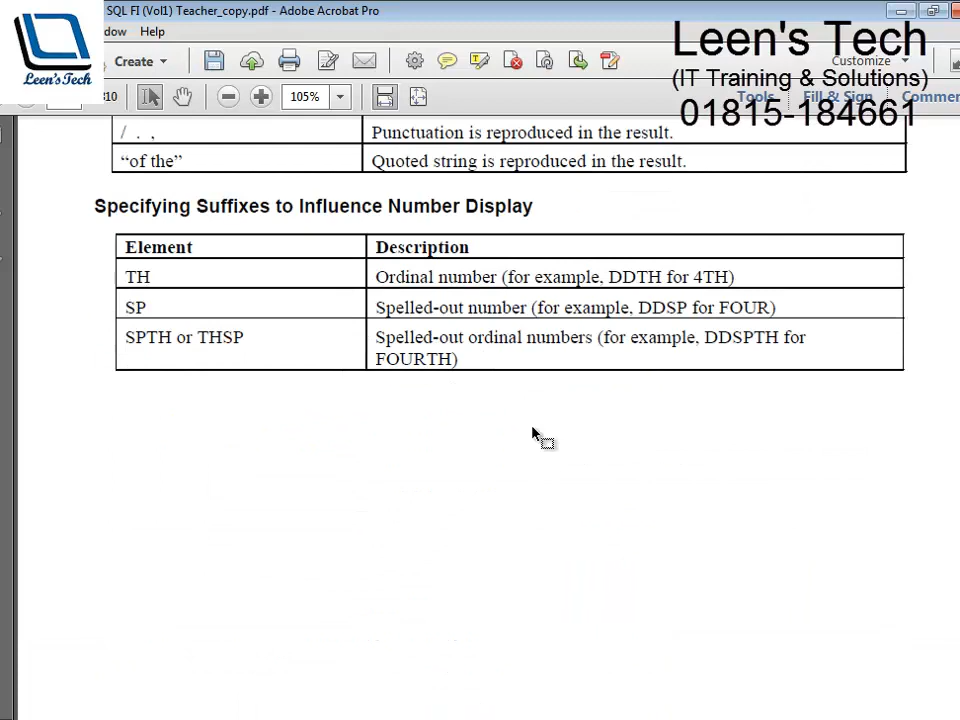 SQL FI (Vol1) Teacher_copy.pdf - Adobe Acrobat Pro
Leen's Tech
(IT Training & Solutions)
01815-184661
Leen'sTech
dow Help
Create
Customize
810
105%
Tools Fill & Sign Commen
/ . , Punctuation is reproduced in the result.
“of the” Quoted string is reproduced in the result.
Specifying Suffixes to Influence Number Display
Element Description
TH Ordinal number (for example, DDTH for 4TH)
SP Spelled-out number (for example, DDSP for FOUR)
SPTH or THSP Spelled-out ordinal numbers (for example, DDSPTH for
FOURTH)